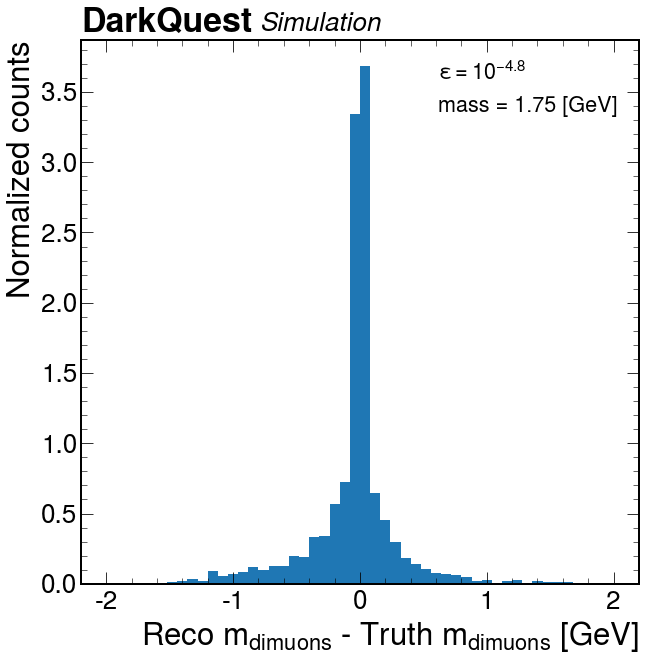 DarkQuest Simulation
ε = 10^−4.8
mass = 1.75 [GeV]
Normalized counts
3.5
3.0
2.5
2.0
1.5
1.0
0.5
0.0
-2 -1 0 1 2
Reco m_dimuons - Truth m_dimuons [GeV]